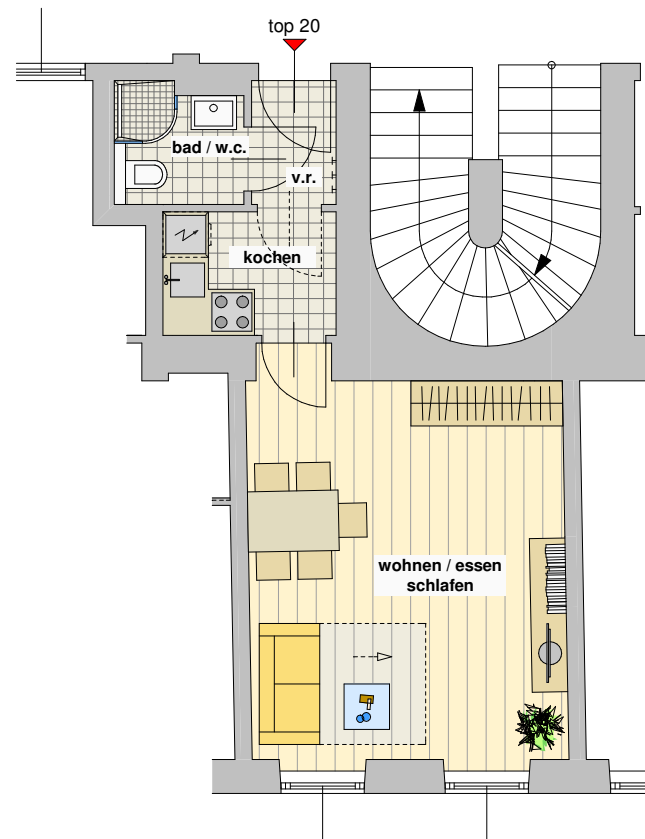 top 20
bad / w.c.
v.r.
kochen
wohnen / essen
schlafen